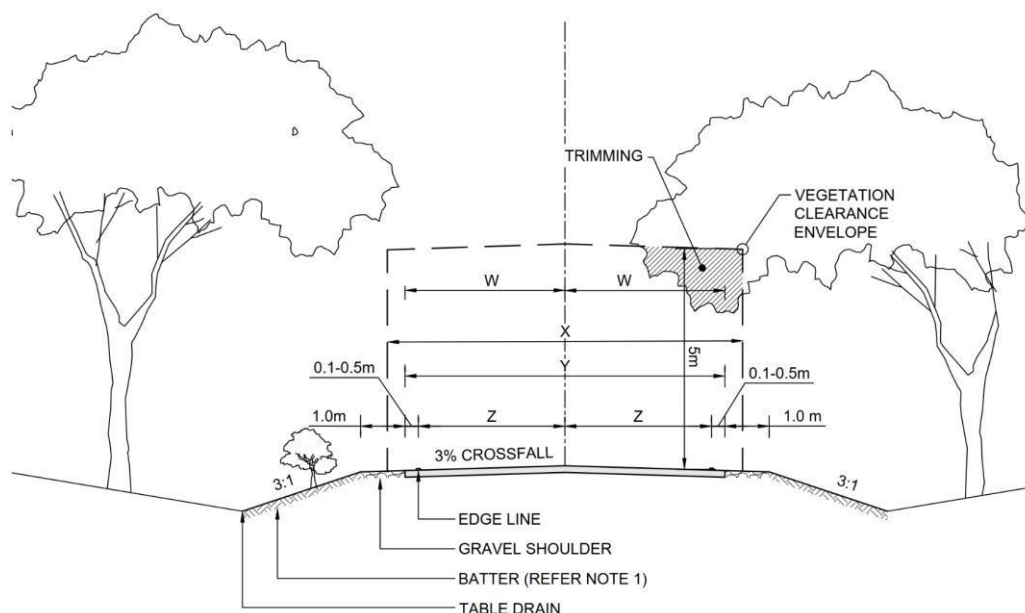 TRIMMING
VEGETATION
CLEARANCE
ENVELOPE
W
W
X
5m
Y
0.1-0.5m
0.1-0.5m
1.0m
Z
Z
1.0 m
3% CROSSFALL
3:1
3:1
EDGE LINE
GRAVEL SHOULDER
BATTER (REFER NOTE 1)
TABLE DRAIN